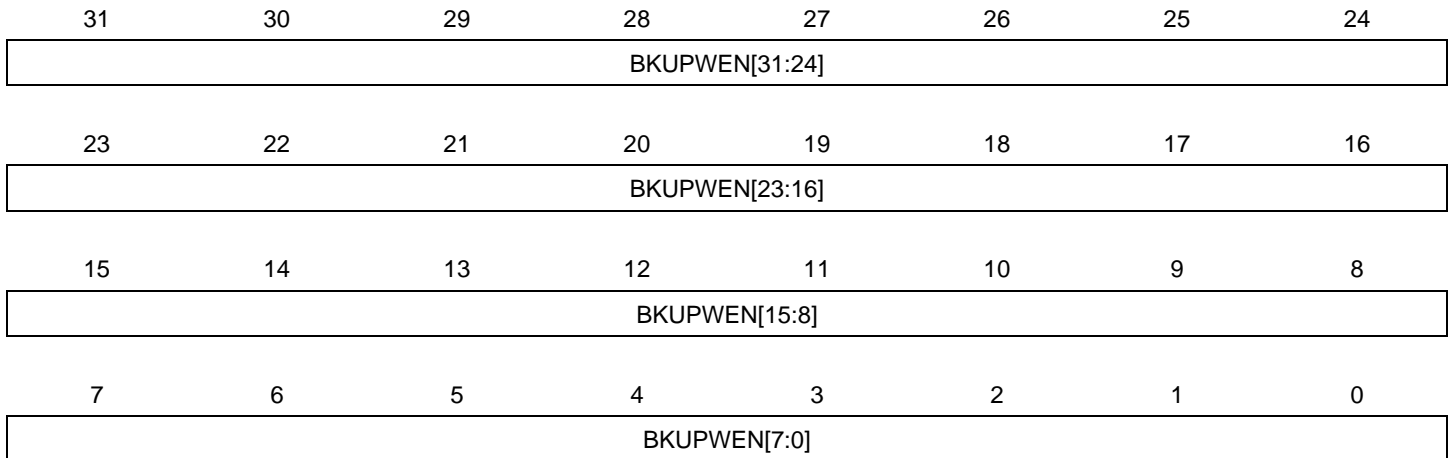 31 30 29 28 27 26 25 24
BKUPWEN[31:24]
23 22 21 20 19 18 17 16
BKUPWEN[23:16]
15 14 13 12 11 10 9 8
BKUPWEN[15:8]
7 6 5 4 3 2 1 0
BKUPWEN[7:0]